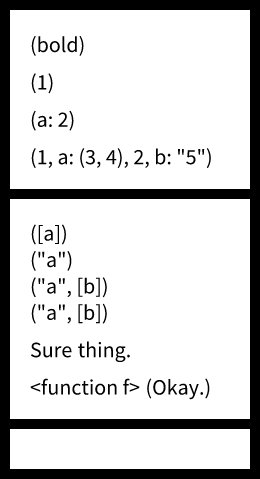 (bold)
(1)
(a: 2)
(1, a: (3, 4), 2, b: "5")
([a])
("a")
("a", [b])
("a", [b])
Sure thing.
<function f> (Okay.)